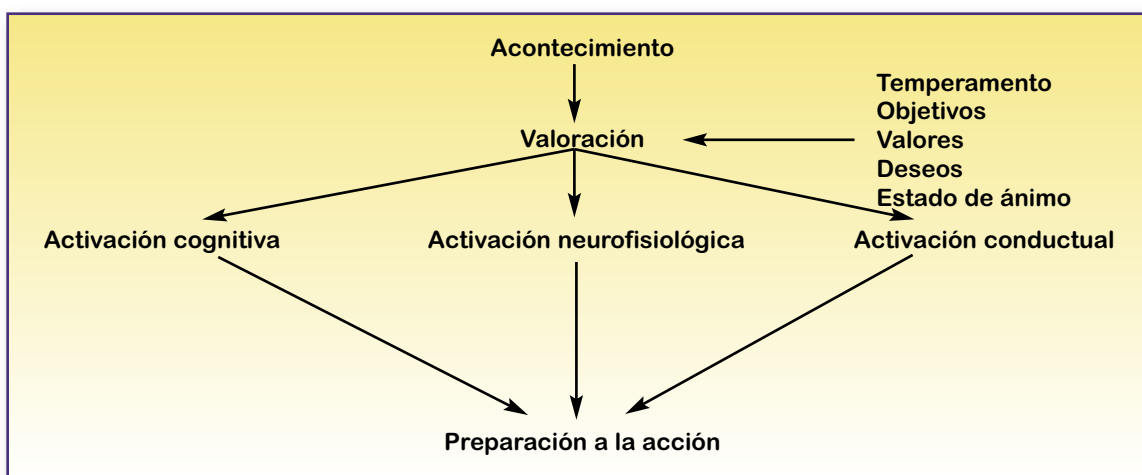 Acontecimiento
Temperamento
Objetivos
Valoración
Valores
Deseos
Estado de ánimo
Activación cognitiva
Activación neurofisiológica
Activación conductual
Preparación a la acción